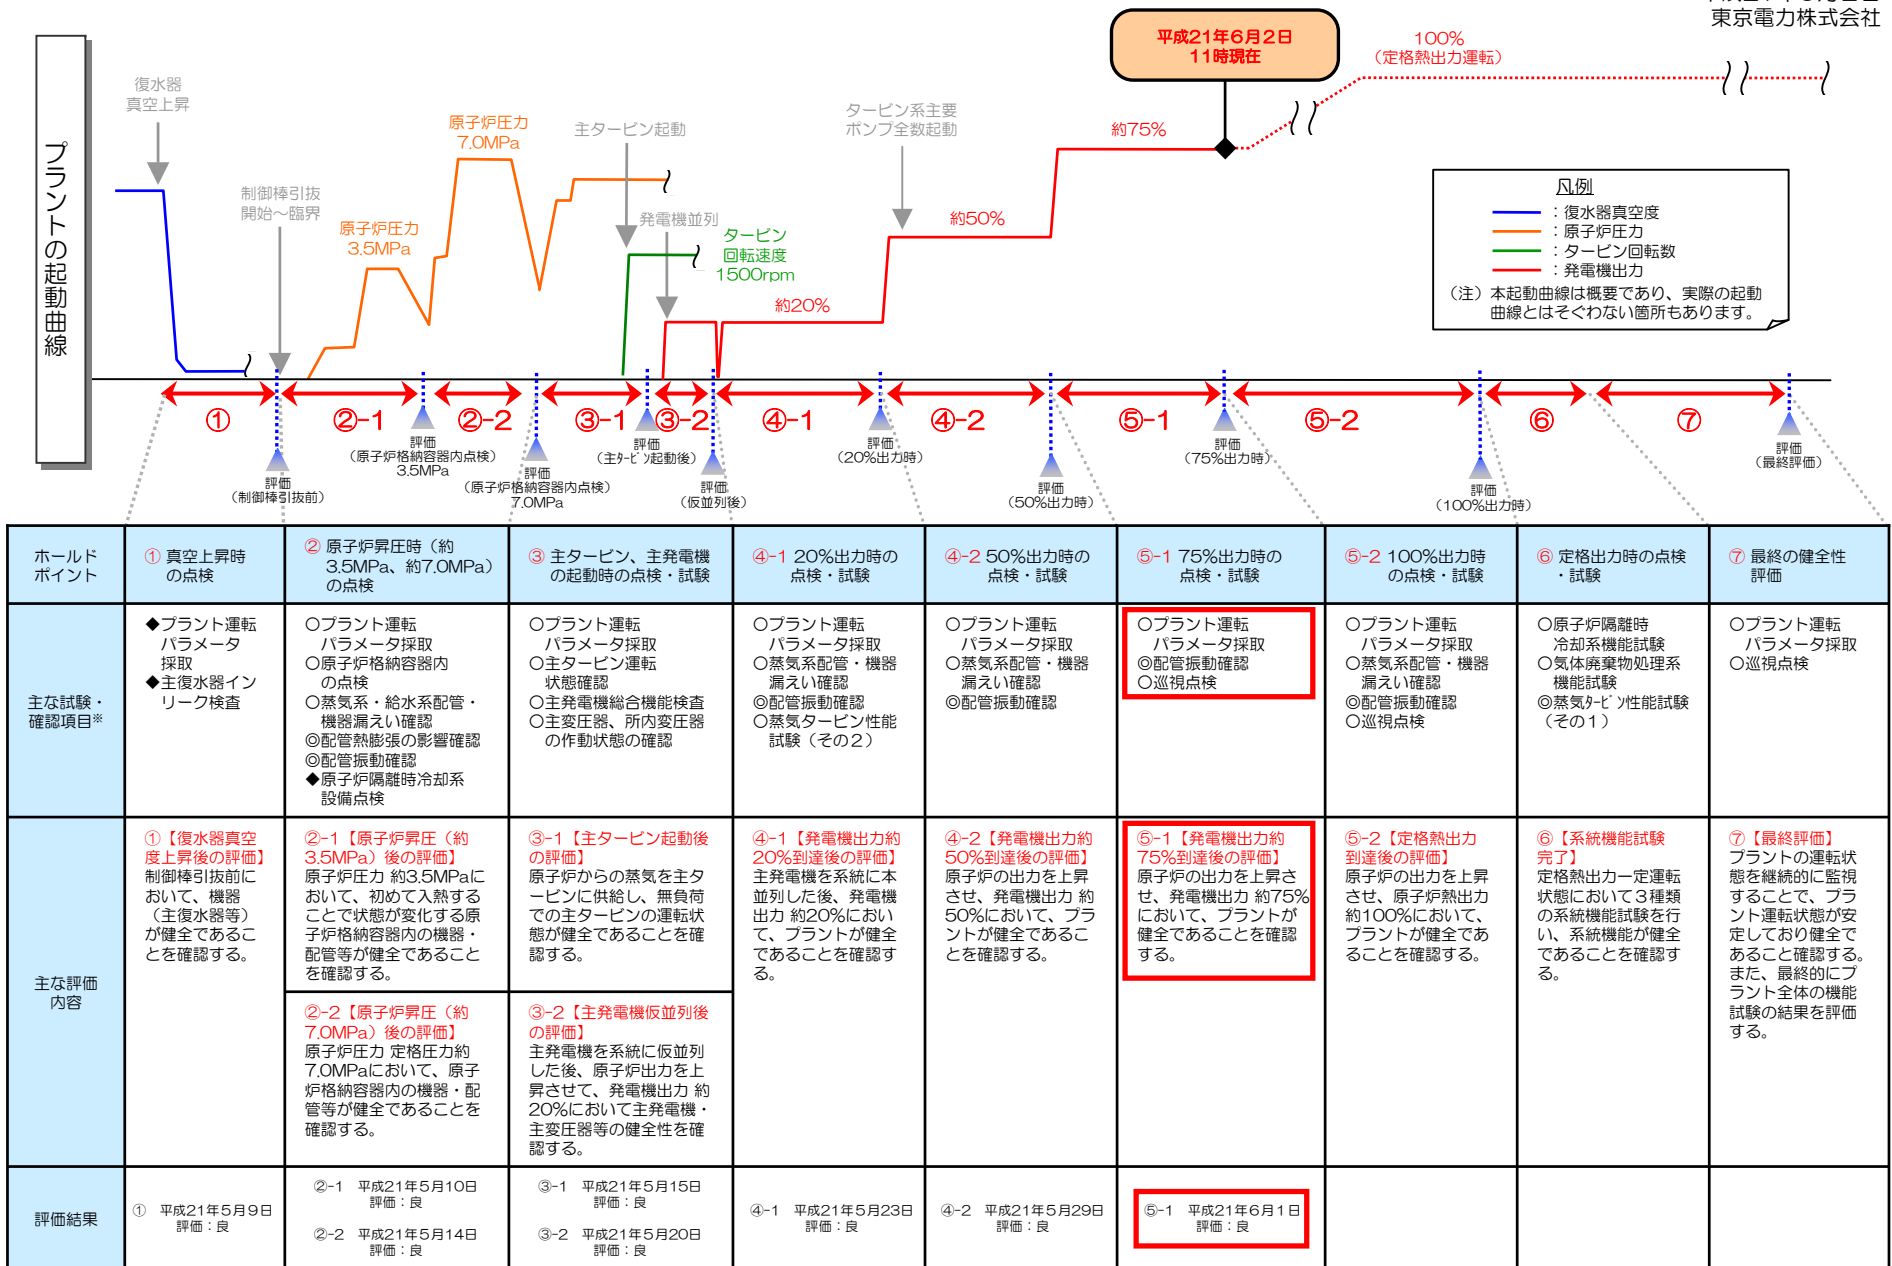 東京電力株式会社
平成21年6月2日
11時現在
100%
（定格熱出力運転）
プラントの起動曲線
復水器
真空上昇
制御棒引抜
開始～臨界
原子炉圧力
3.5MPa
原子炉圧力
7.0MPa
主タービン起動
発電機並列
タービン
回転速度
1500rpm
タービン系主要
ポンプ全数起動
約20%
約50%
約75%
凡例
：復水器真空度
：原子炉圧力
：タービン回転数
：発電機出力
（注）本起動曲線は概要であり、実際の起動
曲線とはそぐわない箇所もあります。
①
②-1
②-2
③-1
③-2
④-1
④-2
⑤-1
⑤-2
⑥
⑦
評価
（制御棒引抜前）
評価
（原子炉格納容器内点検）
3.5MPa
評価
（原子炉格納容器内点検）
7.0MPa
評価
（主ﾀｰﾋﾞﾝ起動後）
評価
（仮並列後）
評価
（20%出力時）
評価
（50%出力時）
評価
（75%出力時）
評価
（100%出力時）
評価
（最終評価）
ホールド
ポイント
① 真空上昇時
の点検
② 原子炉昇圧時（約
3.5MPa、約7.0MPa）
の点検
③ 主タービン、主発電機
の起動時の点検・試験
④-1 20%出力時の
点検・試験
④-2 50%出力時の
点検・試験
⑤-1 75%出力時の
点検・試験
⑤-2 100%出力時
の点検・試験
⑥ 定格出力時の点検
・試験
⑦ 最終の健全性
評価
主な試験・
確認項目※
◆プラント運転
パラメータ
採取
◆主復水器イン
リーク検査
○プラント運転
パラメータ採取
○原子炉格納容器内
の点検
○蒸気系・給水系配管・
機器漏えい確認
◎配管熱膨張の影響確認
◎配管振動確認
◆原子炉隔離時冷却系
設備点検
○プラント運転
パラメータ採取
○主タービン運転
状態確認
○主発電機総合機能検査
○主変圧器、所内変圧器
の作動状態の確認
○プラント運転
パラメータ採取
○蒸気系配管・機器
漏えい確認
◎配管振動確認
○蒸気タービン性能
試験（その2）
○プラント運転
パラメータ採取
○蒸気系配管・機器
漏えい確認
◎配管振動確認
○プラント運転
パラメータ採取
◎配管振動確認
○巡視点検
○プラント運転
パラメータ採取
○蒸気系配管・機器
漏えい確認
◎配管振動確認
○巡視点検
○原子炉隔離時
冷却系機能試験
○気体廃棄物処理系
機能試験
◎蒸気ﾀｰﾋﾞﾝ性能試験
（その1）
○プラント運転
パラメータ採取
○巡視点検
主な評価
内容
①【復水器真空
度上昇後の評価】
制御棒引抜前に
おいて、機器
（主復水器等）
が健全であるこ
とを確認する。
②-1【原子炉昇圧（約
3.5MPa）後の評価】
原子炉圧力 約3.5MPaに
おいて、初めて入熱する
ことで状態が変化する原
子炉格納容器内の機器・
配管等が健全であること
を確認する。
②-2【原子炉昇圧（約
7.0MPa）後の評価】
原子炉圧力 定格圧力約
7.0MPaにおいて、原子
炉格納容器内の機器・配
管等が健全であることを
確認する。
③-1【主タービン起動後
の評価】
原子炉からの蒸気を主タ
ービンに供給し、無負荷
での主タービンの運転状
態が健全であることを確
認する。
③-2【主発電機仮並列後
の評価】
主発電機を系統に仮並列
した後、原子炉出力を上
昇させて、発電機出力 約
20%において主発電機・
主変圧器等の健全性を確
認する。
④-1【発電機出力約
20%到達後の評価】
主発電機を系統に本
並列した後、発電機
出力 約20%におい
て、プラントが健全
であることを確認す
る。
④-2【発電機出力約
50%到達後の評価】
原子炉の出力を上昇
させ、発電機出力 約
50%において、プラ
ントが健全であるこ
とを確認する。
⑤-1【発電機出力約
75%到達後の評価】
原子炉の出力を上昇さ
せ、発電機出力 約75%
において、プラントが
健全であることを確認
する。
⑤-2【定格熱出力
到達後の評価】
原子炉の出力を上昇
させ、原子炉熱出力
約100%において、
プラントが健全であ
ることを確認する。
⑥【系統機能試験
完了】
定格熱出力一定運転
状態において3種類
の系統機能試験を行
い、系統機能が健全
であることを確認す
る。
⑦【最終評価】
プラントの運転状
態を継続的に監視
することで、プラ
ント運転状態が安
定しており健全で
あること確認する。
また、最終的にプ
ラント全体の機能
試験の結果を評価
する。
評価結果
① 平成21年5月9日
評価：良
②-1 平成21年5月10日
評価：良
②-2 平成21年5月14日
評価：良
③-1 平成21年5月15日
評価：良
③-2 平成21年5月20日
評価：良
④-1 平成21年5月23日
評価：良
④-2 平成21年5月29日
評価：良
⑤-1 平成21年6月1日
評価：良